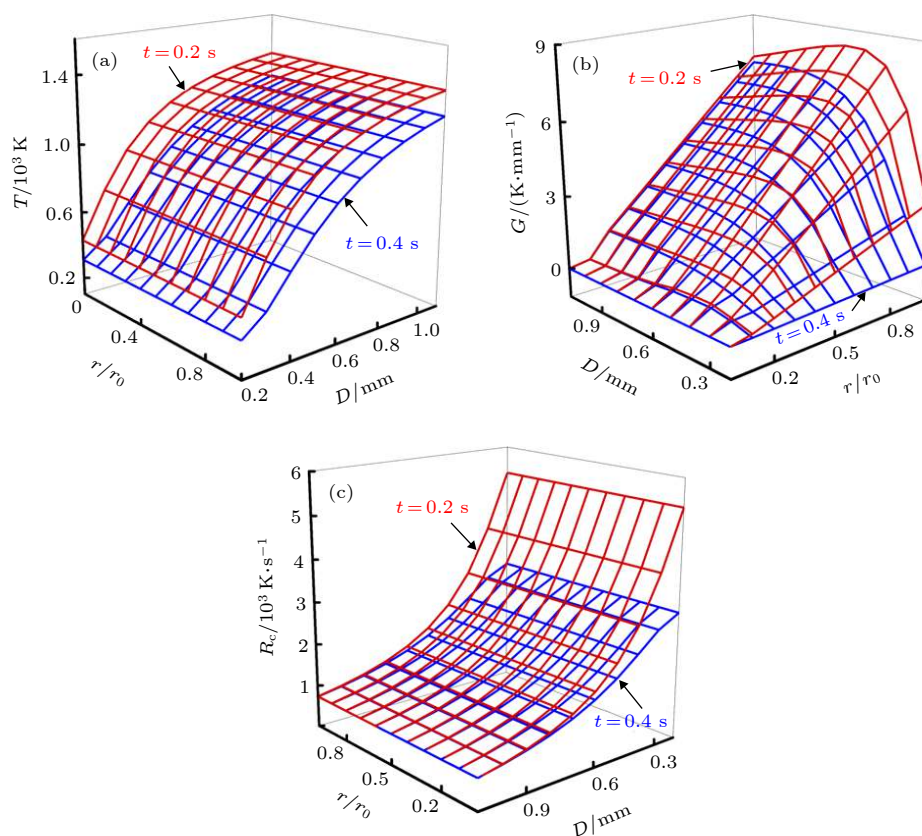 (a)
t=0.2 s
t=0.4 s
T/10³ K
1.4
1.0
0.6
0.2
0
0.4
0.8
r/r₀
0.2
0.4
0.6
0.8
1.0
D/mm
(b)
t=0.2 s
t=0.4 s
G/(K·mm⁻¹)
9
6
3
0
0.9
0.6
0.3
D/mm
0.2
0.5
0.8
r/r₀
(c)
t=0.2 s
t=0.4 s
R_c/10³ K·s⁻¹
6
5
4
3
2
1
0.8
0.5
0.2
r/r₀
0.9
0.6
0.3
D/mm